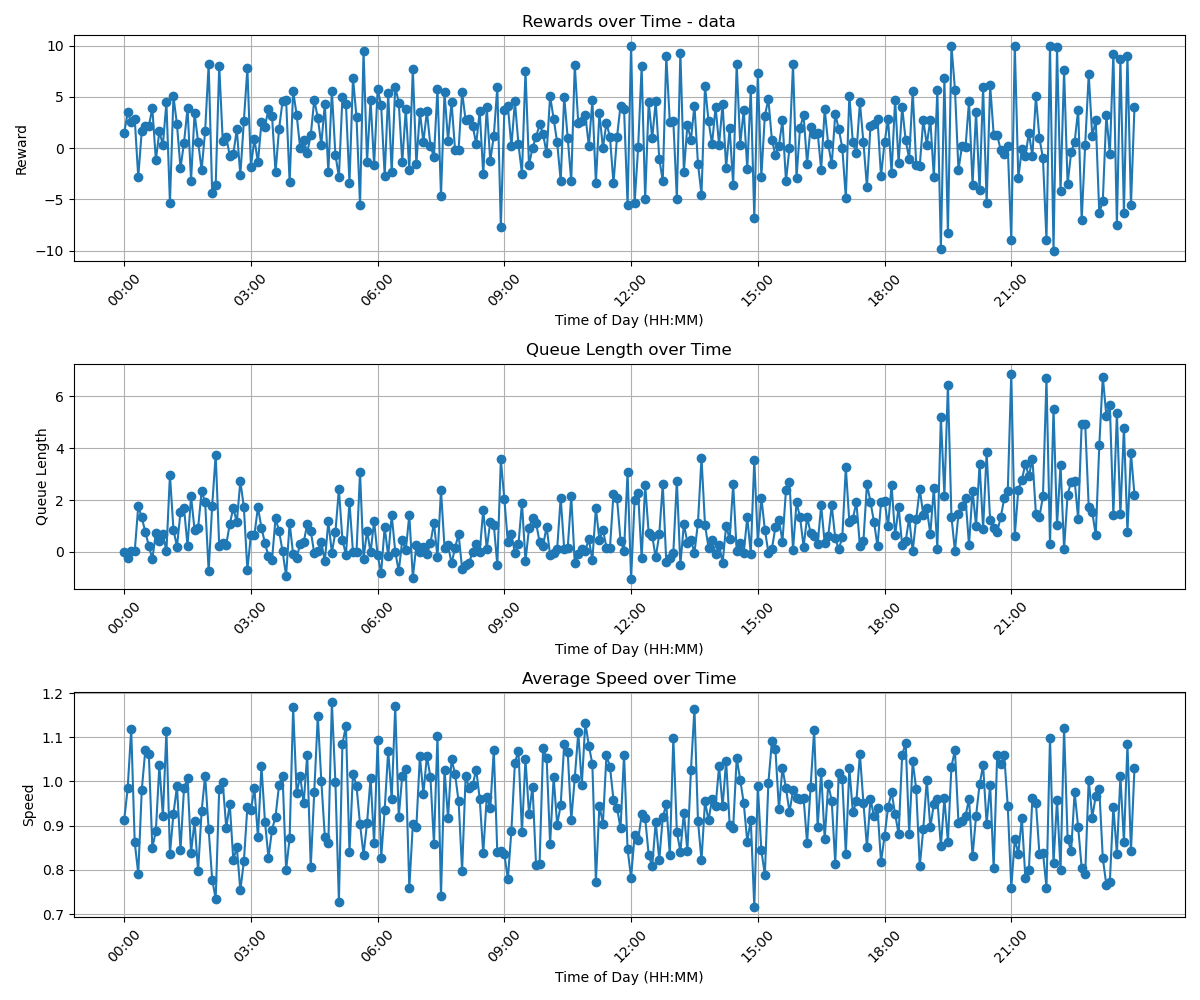 Rewards over Time - data
10
5
0
−5
−10
Reward
00:00 03:00 06:00 09:00 12:00 15:00 18:00 21:00
Time of Day (HH:MM)
Queue Length over Time
6
4
2
0
Queue Length
00:00 03:00 06:00 09:00 12:00 15:00 18:00 21:00
Time of Day (HH:MM)
Average Speed over Time
1.2
1.1
1.0
0.9
0.8
0.7
Speed
00:00 03:00 06:00 09:00 12:00 15:00 18:00 21:00
Time of Day (HH:MM)